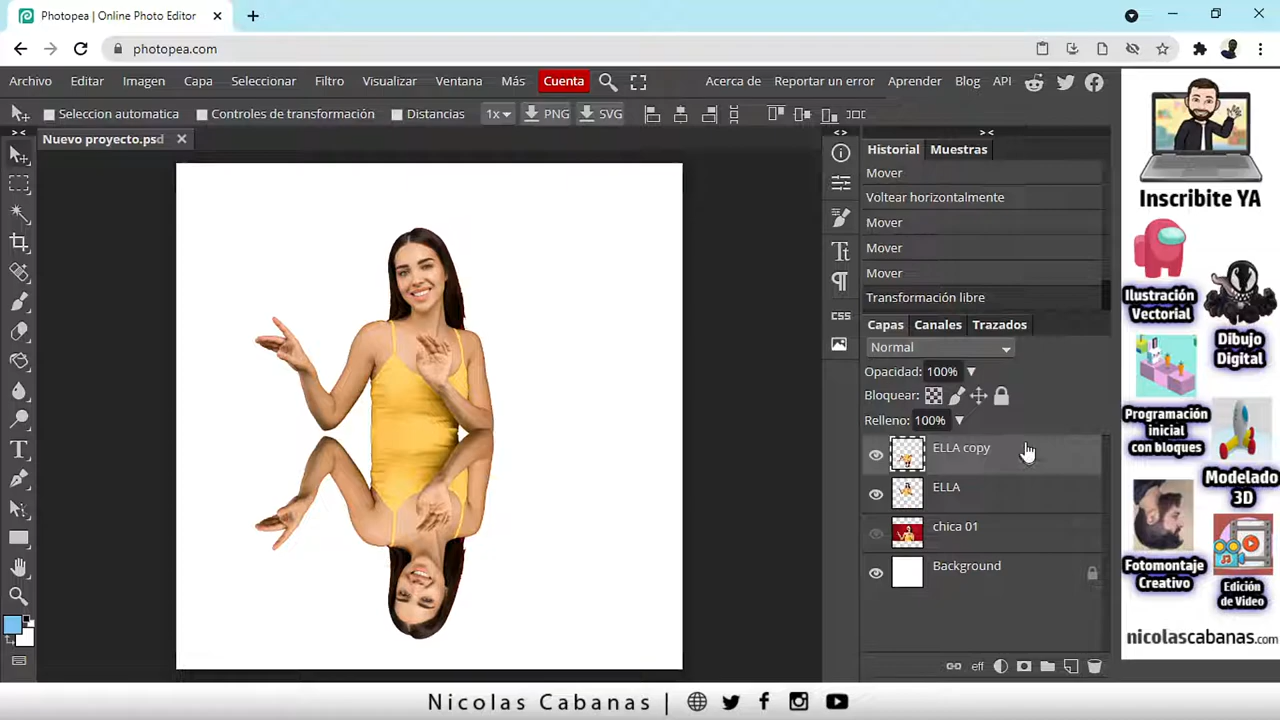 Photopea | Online Photo Editor
photopea.com
Archivo Editar Imagen Capa Seleccionar Filtro Visualizar Ventana Más Cuenta Acerca de Reportar un error Aprender Blog API
Seleccion automatica Controles de transformación Distancias 1x PNG SVG
Nuevo proyecto.psd
Historial Muestras
Mover
Voltear horizontalmente
Mover
Mover
Mover
Transformación libre
Tt
CSS
Capas Canales Trazados
Normal
Opacidad: 100%
Bloquear:
Relleno: 100%
ELLA copy
ELLA
chica 01
Background
eff
Inscribite YA
Ilustración
Vectorial
Dibujo
Digital
Programación
inicial
con bloques
Modelado
3D
Fotomontaje
Creativo
Edición
de Video
nicolascabanas.com
Nicolas Cabanas |